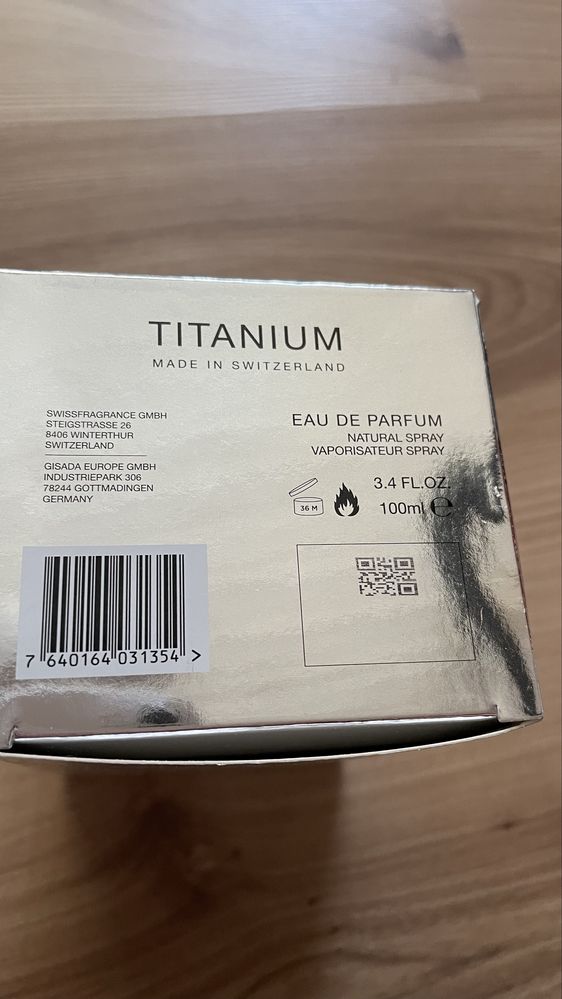 TITANIUM
MADE IN SWITZERLAND
SWISSFRAGRANCE GMBH
STEIGSTRASSE 26
8406 WINTERTHUR
SWITZERLAND
GISADA EUROPE GMBH
INDUSTRIEPARK 306
78244 GOTTMADINGEN
GERMANY
EAU DE PARFUM
NATURAL SPRAY
VAPORISATEUR SPRAY
3.4 FL.OZ.
36 M
100ml ℮
7 640164 031354 >